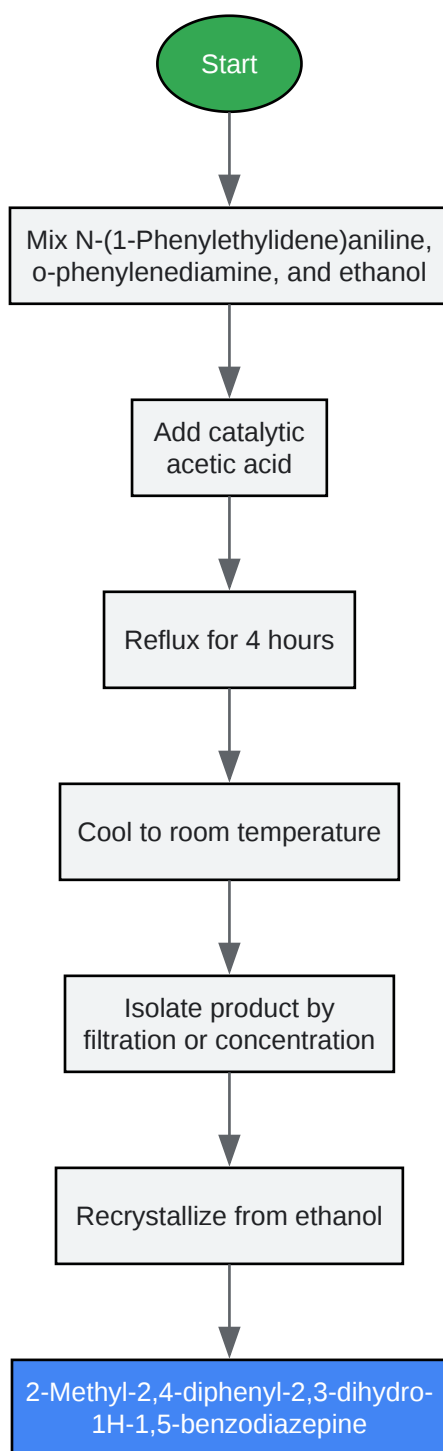 Start
Mix N-(1-Phenylethylidene)aniline,
o-phenylenediamine, and ethanol
Add catalytic
acetic acid
Reflux for 4 hours
Cool to room temperature
Isolate product by
filtration or concentration
Recrystallize from ethanol
2-Methyl-2,4-diphenyl-2,3-dihydro-
1H-1,5-benzodiazepine